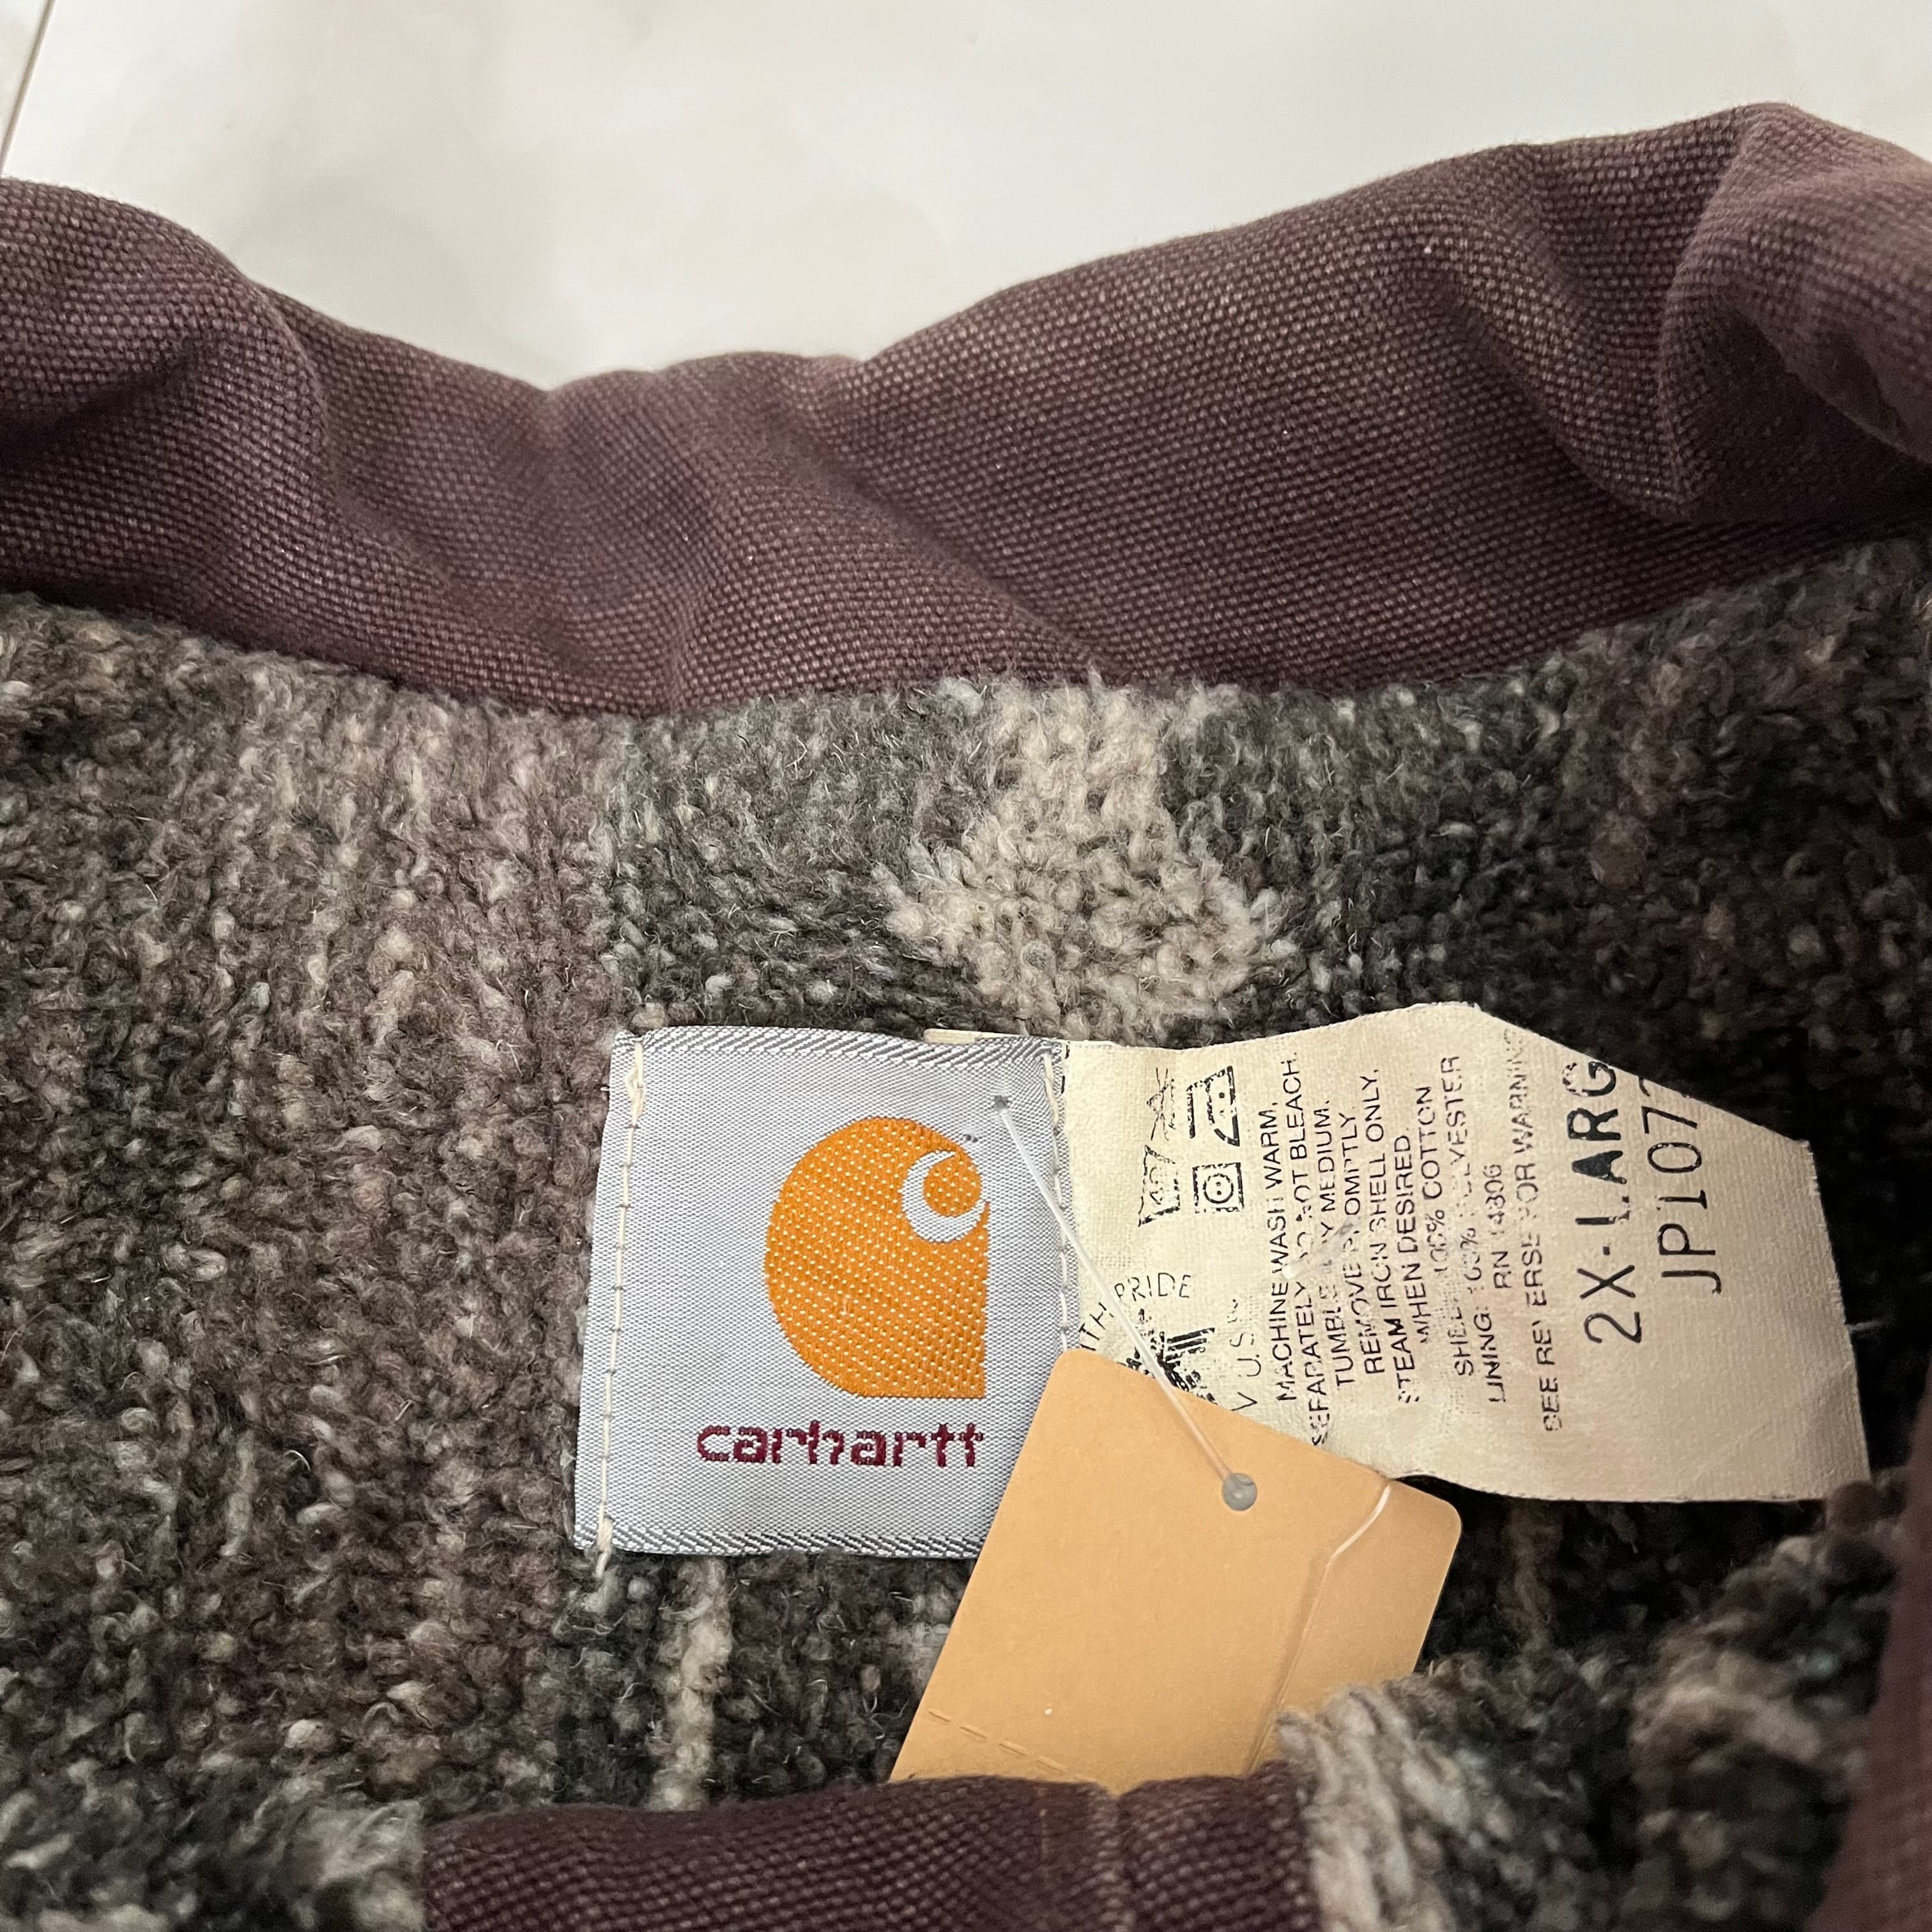 carhartt
PRIDE
U.S.
MACHINE WASH WARM,
SEPARATELY DO NOT BLEACH.
TUMBLE DRY MEDIUM.
REMOVE PROMPTLY
STEAM IRON SHELL ONLY,
WHEN DESIRED.
SHELL: 100% COTTON
LINING: 100% POLYESTER
RN 14806
SEE REVERSE FOR WARNING
2X-LARG
JP107